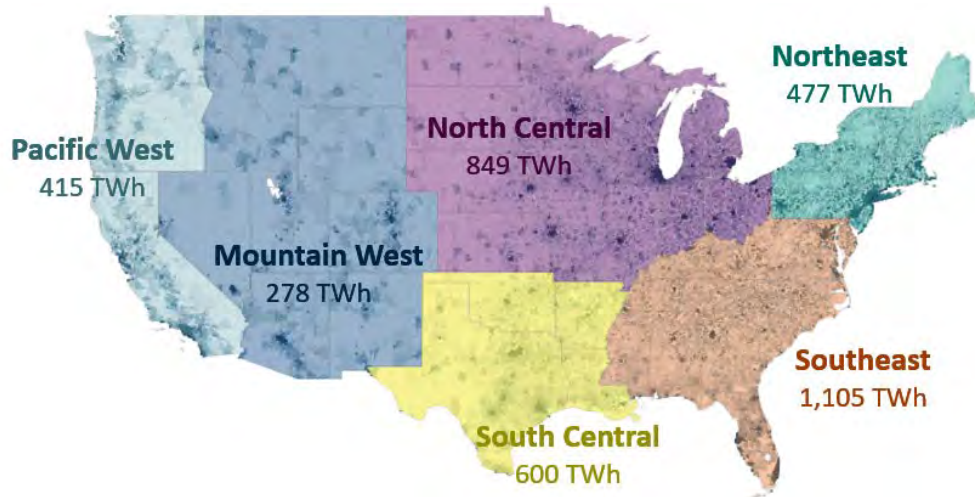 Northeast
477 TWh
North Central
849 TWh
Pacific West
415 TWh
Mountain West
278 TWh
Southeast
1,105 TWh
South Central
600 TWh